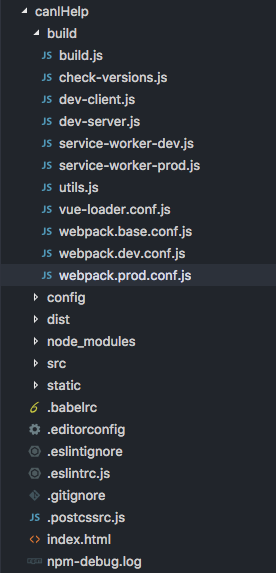 canIHelp
build
JS build.js
JS check-versions.js
JS dev-client.js
JS dev-server.js
JS service-worker-dev.js
JS service-worker-prod.js
JS utils.js
JS vue-loader.conf.js
JS webpack.base.conf.js
JS webpack.dev.conf.js
JS webpack.prod.conf.js
config
dist
node_modules
src
static
.babelrc
.editorconfig
.eslintignore
.eslintrc.js
.gitignore
JS .postcssrc.js
index.html
npm npm-debug.log